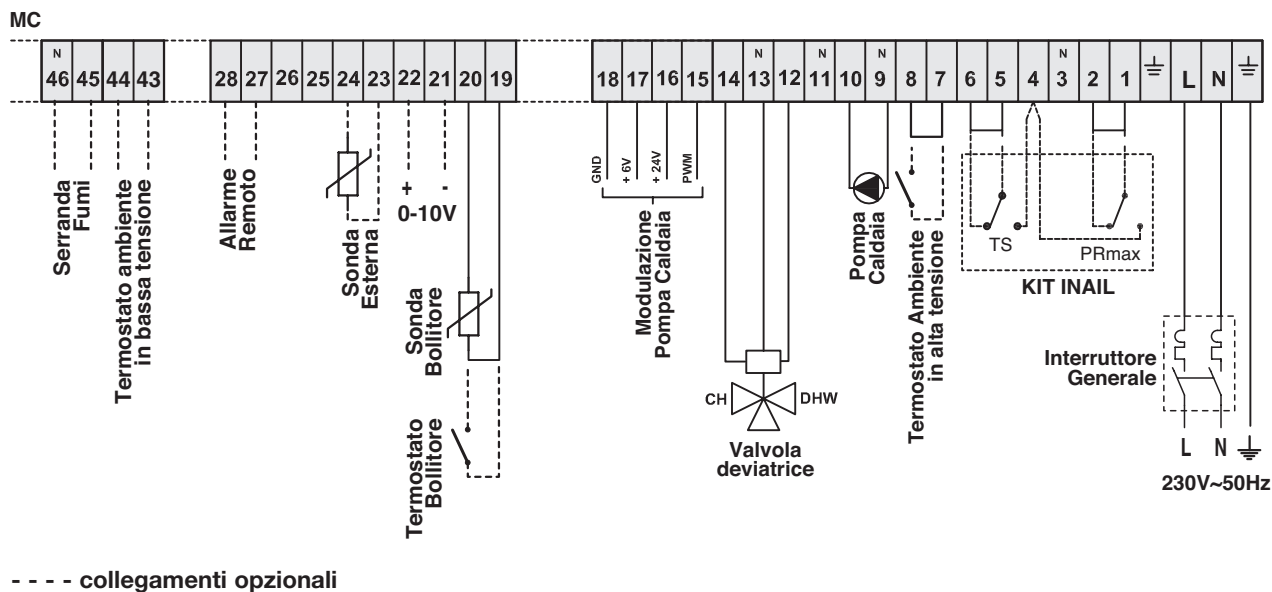 MC
N N N N N
46 45 44 43 28 27 26 25 24 23 22 21 20 19 18 17 16 15 14 13 12 11 10 9 8 7 6 5 4 3 2 1 L N
Serranda
Fumi
Termostato ambiente
in bassa tensione
Allarme
Remoto
Sonda
Esterna
+ -
0-10V
Sonda
Bollitore
Termostato
Bollitore
GND
+ 6V
+ 24V
PWM
Modulazione
Pompa Caldaia
CH
DHW
Valvola
deviatrice
Pompa
Caldaia
Termostato Ambiente
in alta tensione
TS
PRmax
KIT INAIL
Interruttore
Generale
L N
230V~50Hz
- - - - collegamenti opzionali